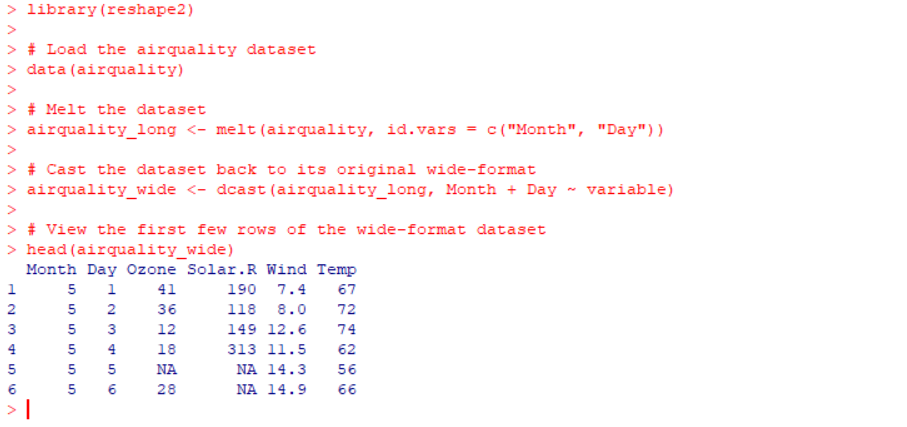 > library(reshape2)
>
> # Load the airquality dataset
> data(airquality)
>
> # Melt the dataset
> airquality_long <- melt(airquality, id.vars = c("Month", "Day"))
>
> # Cast the dataset back to its original wide-format
> airquality_wide <- dcast(airquality_long, Month + Day ~ variable)
>
> # View the first few rows of the wide-format dataset
> head(airquality_wide)
  Month Day Ozone Solar.R Wind Temp
1     5   1    41     190  7.4   67
2     5   2    36     118  8.0   72
3     5   3    12     149 12.6   74
4     5   4    18     313 11.5   62
5     5   5    NA      NA 14.3   56
6     5   6    28      NA 14.9   66
>